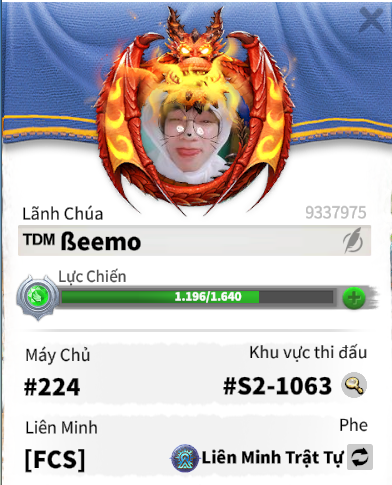 Lãnh Chúa 9337975
ᵀᴰᴹ ßeemo
Lực Chiến
1.196/1.640
Máy Chủ Khu vực thi đấu
#224 #S2-1063
Liên Minh Phe
[FCS] Liên Minh Trật Tự